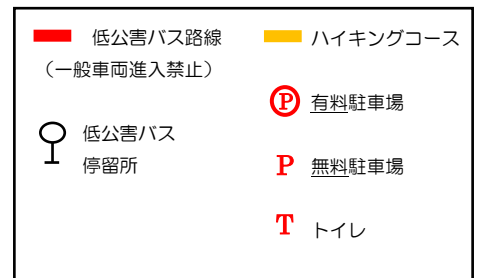 低公害バス路線
（一般車両進入禁止）
低公害バス
停留所
ハイキングコース
P 有料駐車場
P 無料駐車場
T トイレ